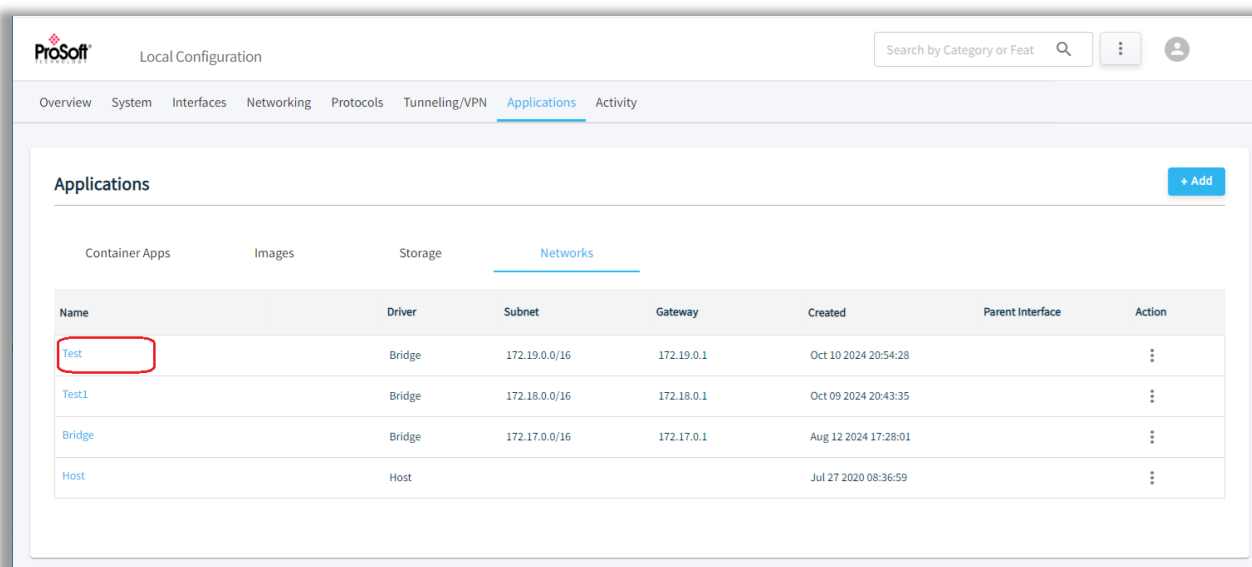 ProSoft
TECHNOLOGY
Local Configuration
Search by Category or Feat
Overview System Interfaces Networking Protocols Tunneling/VPN Applications Activity
Applications
+ Add
Container Apps Images Storage Networks
Name Driver Subnet Gateway Created Parent Interface Action
Test Bridge 172.19.0.0/16 172.19.0.1 Oct 10 2024 20:54:28
Test1 Bridge 172.18.0.0/16 172.18.0.1 Oct 09 2024 20:43:35
Bridge Bridge 172.17.0.0/16 172.17.0.1 Aug 12 2024 17:28:01
Host Host Jul 27 2020 08:36:59